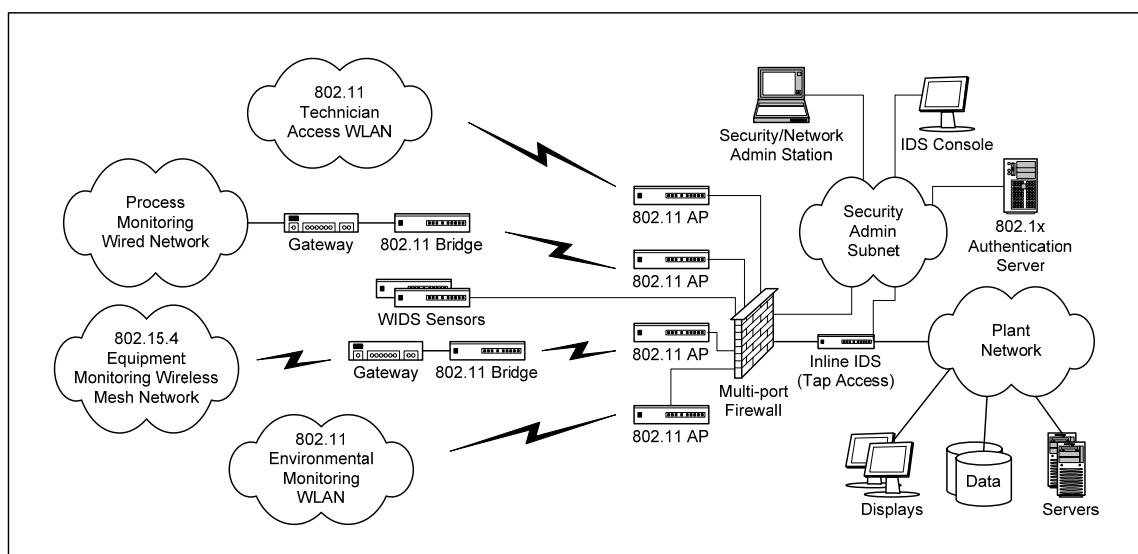 802.11
Technician
Access WLAN
Security/Network
Admin Station
IDS Console
Process
Monitoring
Wired Network
Gateway
802.11 Bridge
802.11 AP
Security
Admin
Subnet
802.1x
Authentication
Server
802.11 AP
WIDS Sensors
802.15.4
Equipment
Monitoring Wireless
Mesh Network
Gateway
802.11 Bridge
802.11 AP
Multi-port
Firewall
Inline IDS
(Tap Access)
Plant
Network
802.11
Environmental
Monitoring
WLAN
802.11 AP
Displays
Data
Servers